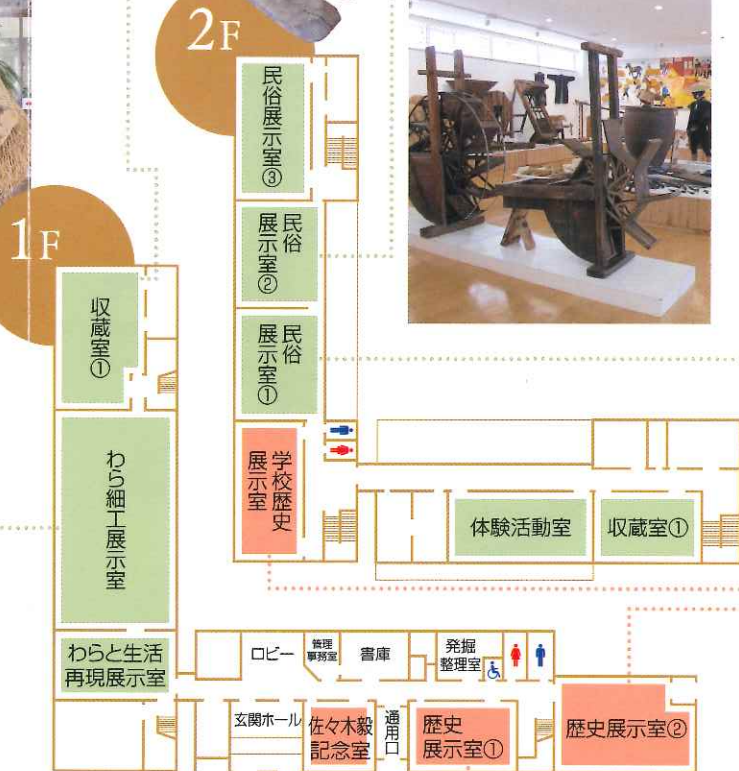 2F
民俗展示室③
民俗
展示室②
民俗
展示室①
学校歴史
展示室
体験活動室
収蔵室①
1F
収蔵室①
わら細工展示室
わらと生活
再現展示室
ロビー
管理
事務室
書庫
発掘
整理室
玄関ホール
佐々木毅
記念室
通用口
歴史
展示室①
歴史展示室②